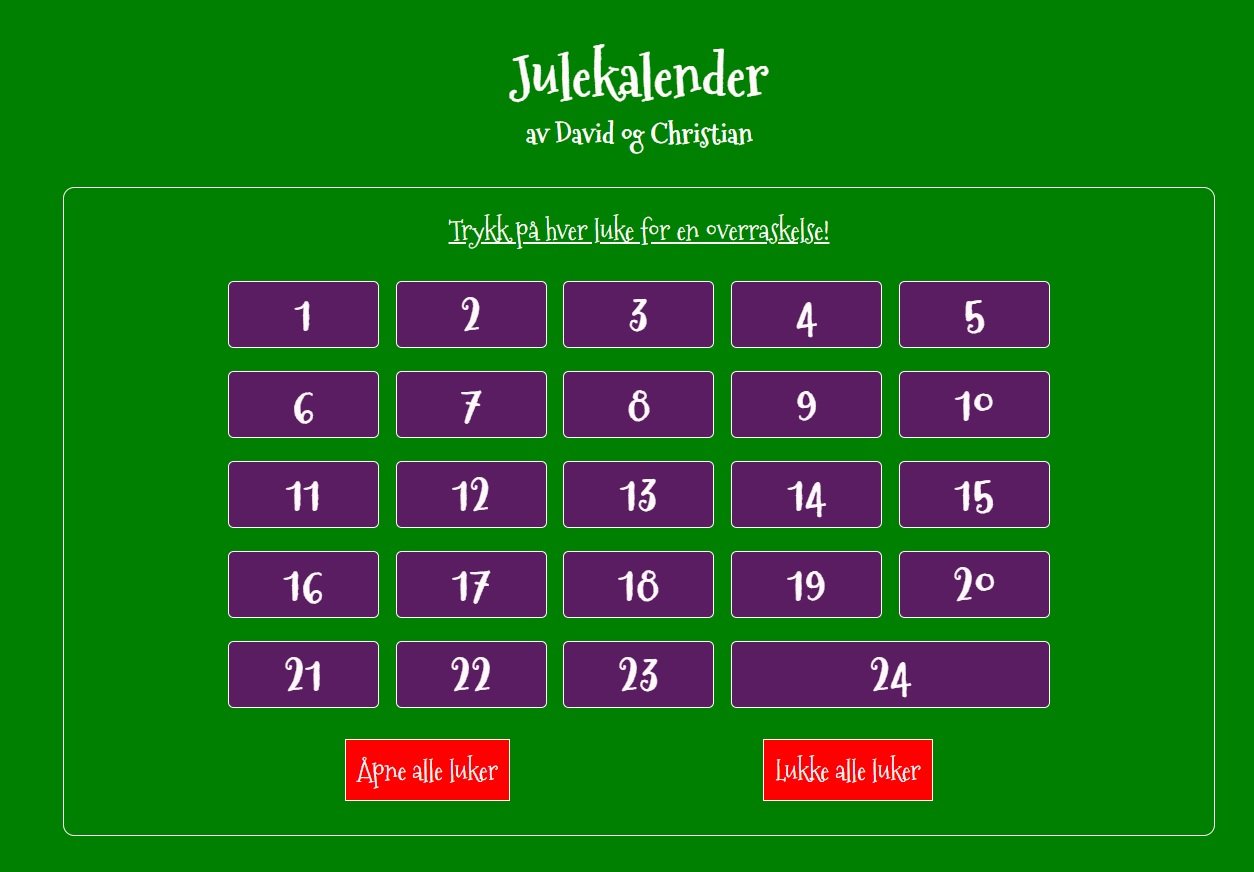 Julekalender
av David og Christian
Trykk på hver luke for en overraskelse!
1 2 3 4 5
6 7 8 9 10
11 12 13 14 15
16 17 18 19 20
21 22 23 24
Åpne alle luker Lukke alle luker